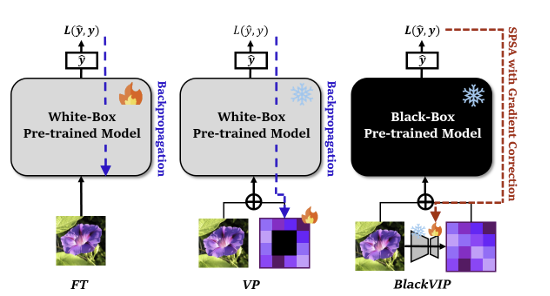 L(ŷ, y)
ŷ
White-Box
Pre-trained Model
Backpropagation
FT
L(ŷ, y)
ŷ
White-Box
Pre-trained Model
Backpropagation
VP
L(ŷ, y)
ŷ
Black-Box
Pre-trained Model
SPSA with Gradient Correction
BlackVIP